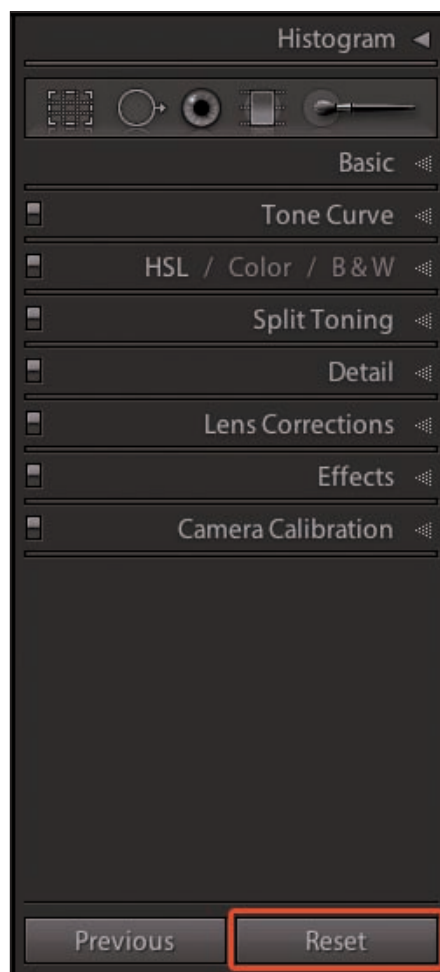 Histogram
Basic
Tone Curve
HSL / Color / B & W
Split Toning
Detail
Lens Corrections
Effects
Camera Calibration
Previous Reset